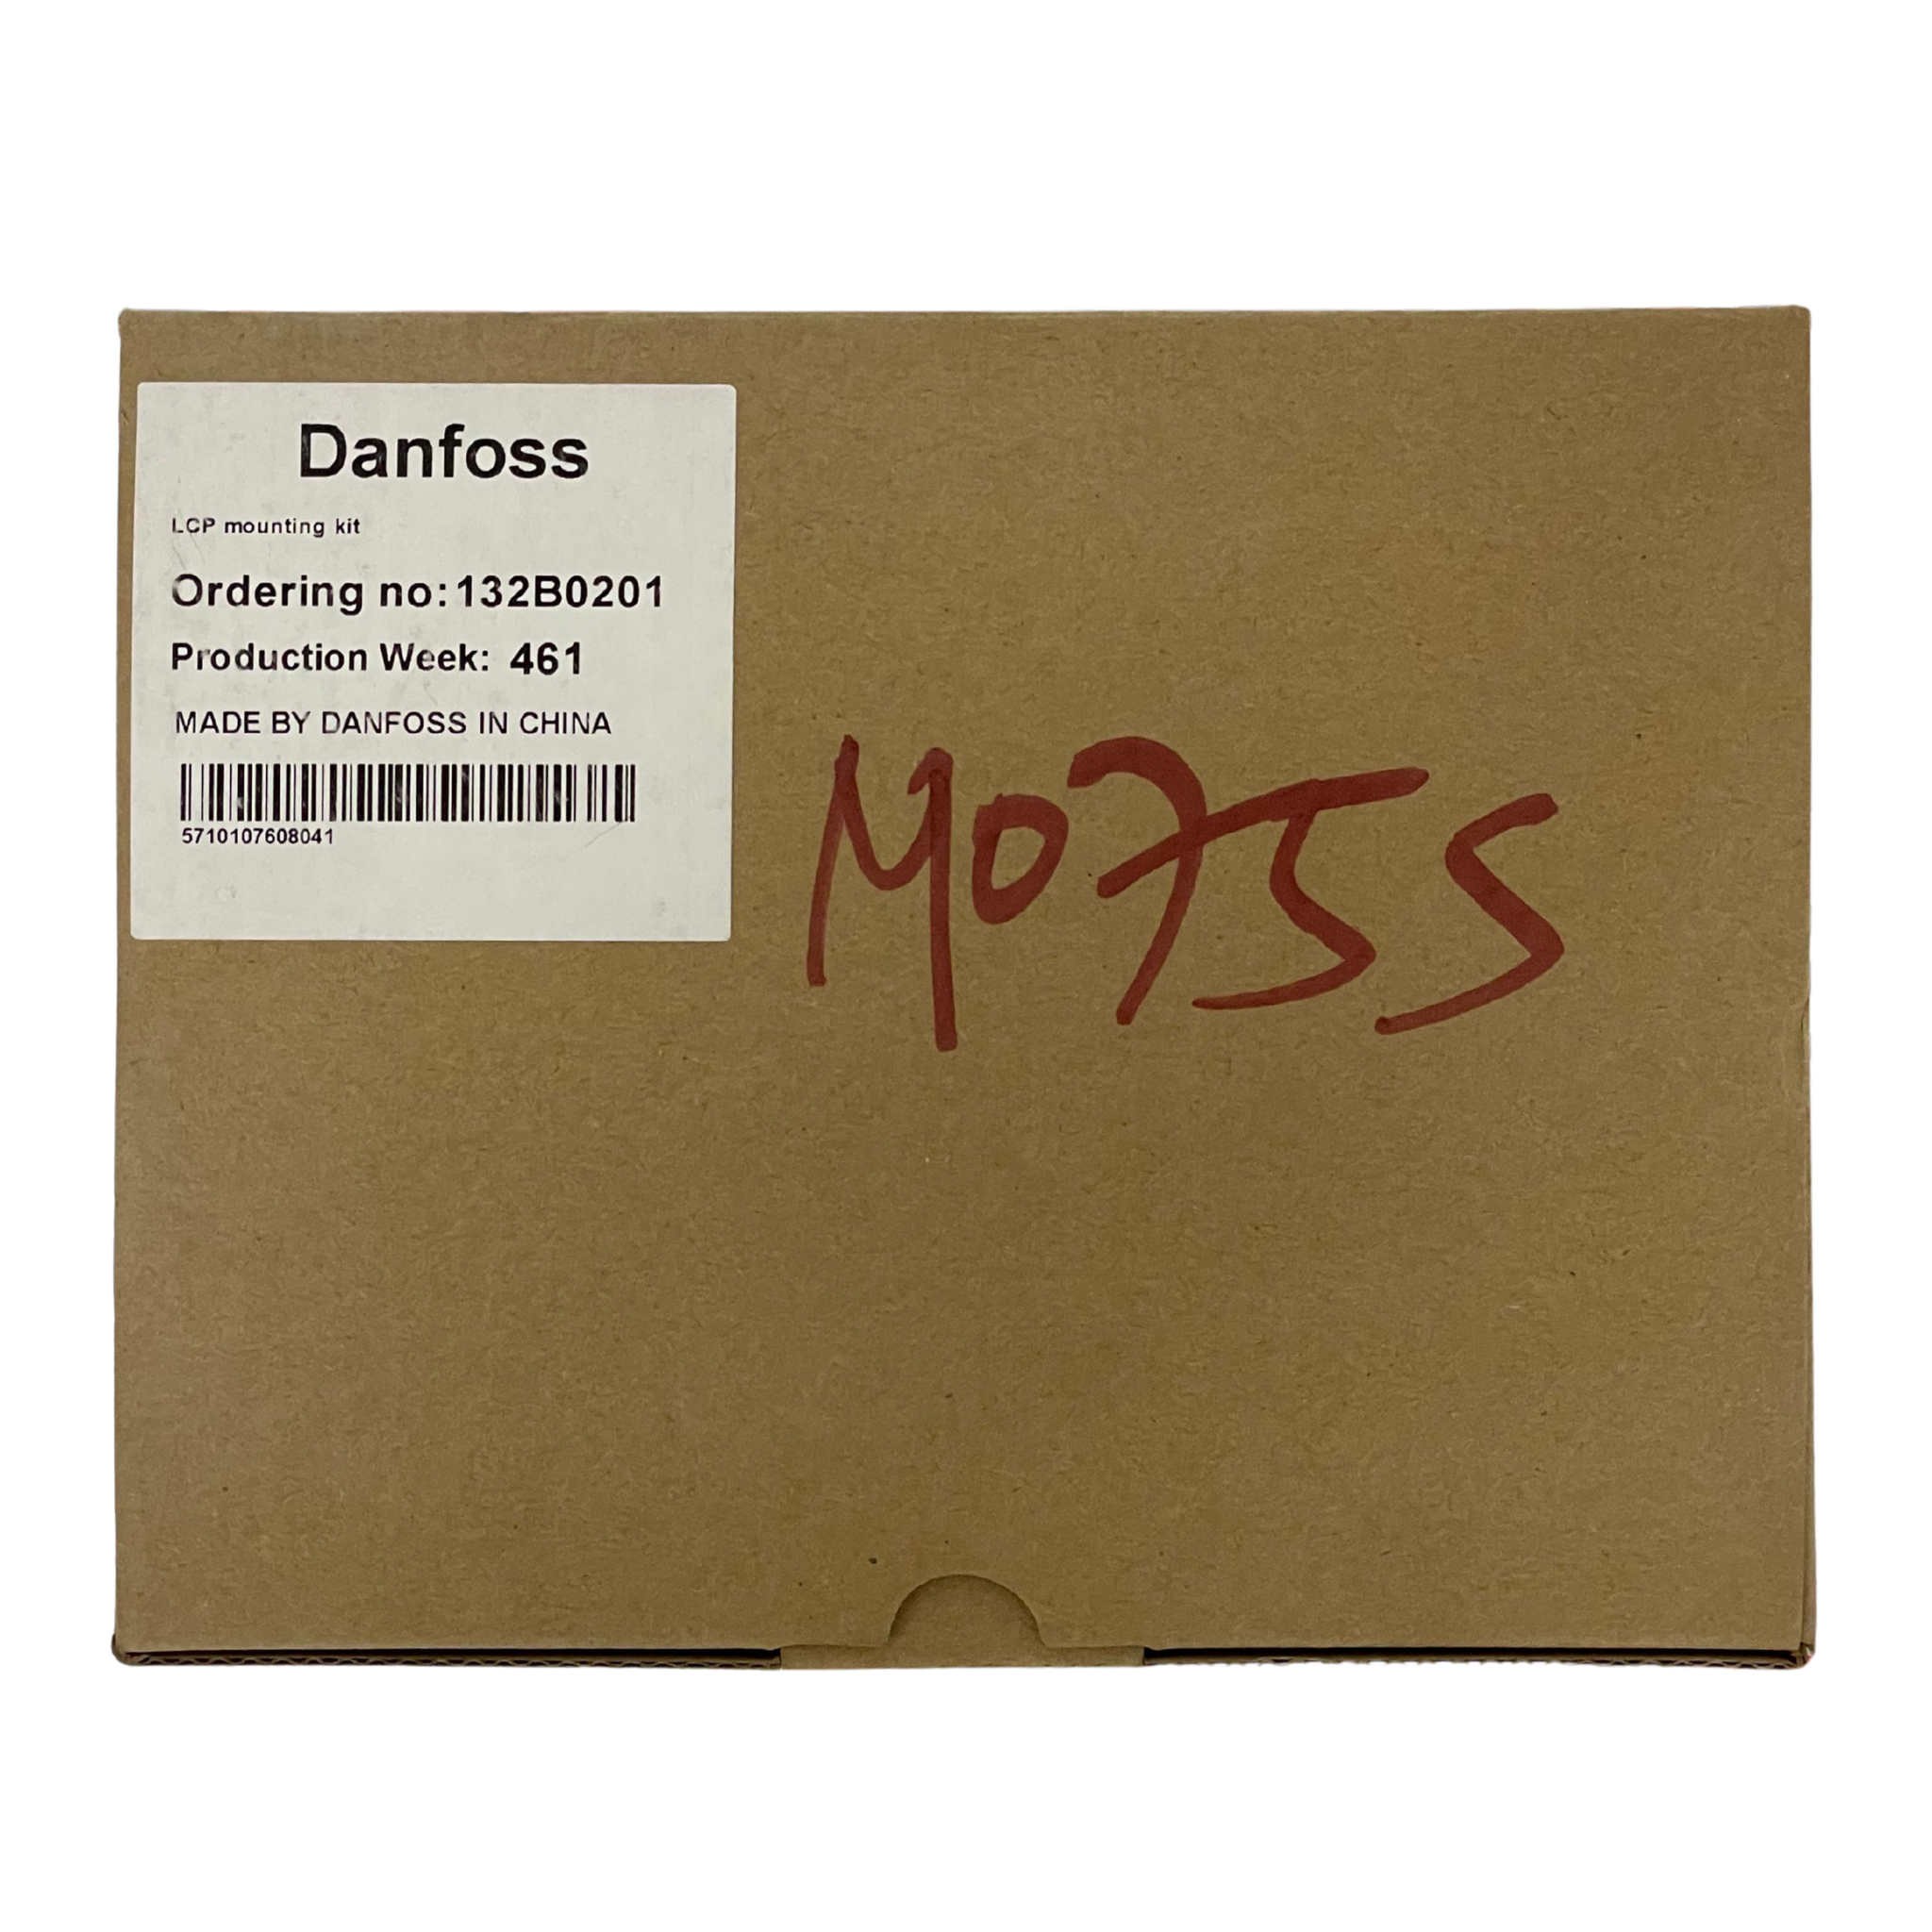 Danfoss
LCP mounting kit
Ordering no:132B0201
Production Week: 461
MADE BY DANFOSS IN CHINA
5710107608041
M0755